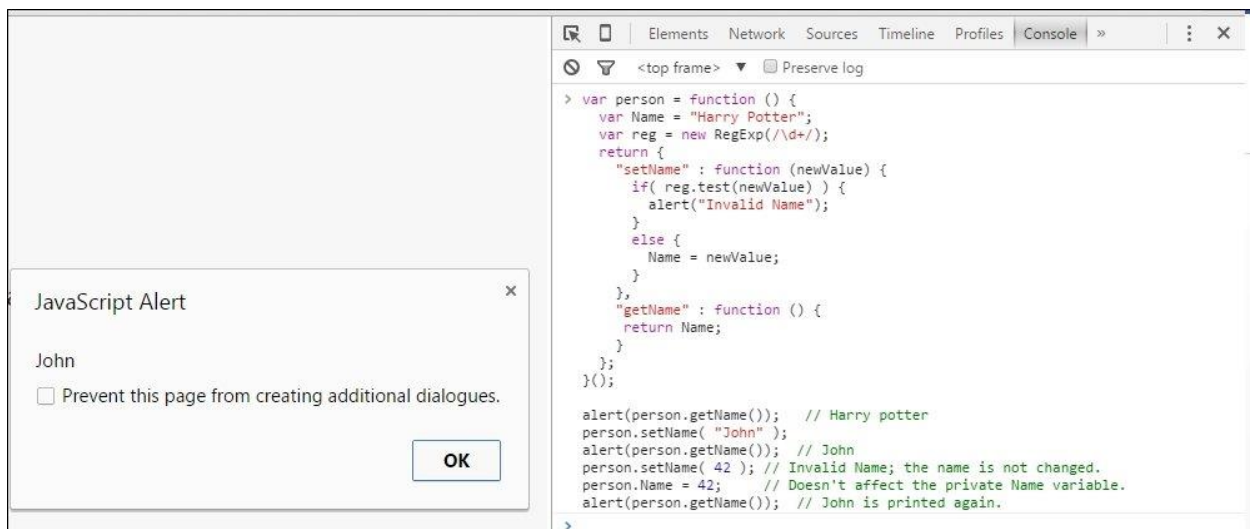 JavaScript Alert
×
John
Prevent this page from creating additional dialogues.
OK
Elements Network Sources Timeline Profiles Console »
<top frame> ▼ Preserve log
> var person = function () {
var Name = "Harry Potter";
var reg = new RegExp(/\d+/);
return {
"setName" : function (newValue) {
if( reg.test(newValue) ) {
alert("Invalid Name");
}
else {
Name = newValue;
}
},
"getName" : function () {
return Name;
}
};
}();
alert(person.getName()); // Harry potter
person.setName( "John" );
alert(person.getName()); // John
person.setName( 42 ); // Invalid Name; the name is not changed.
person.Name = 42; // Doesn't affect the private Name variable.
alert(person.getName()); // John is printed again.
>